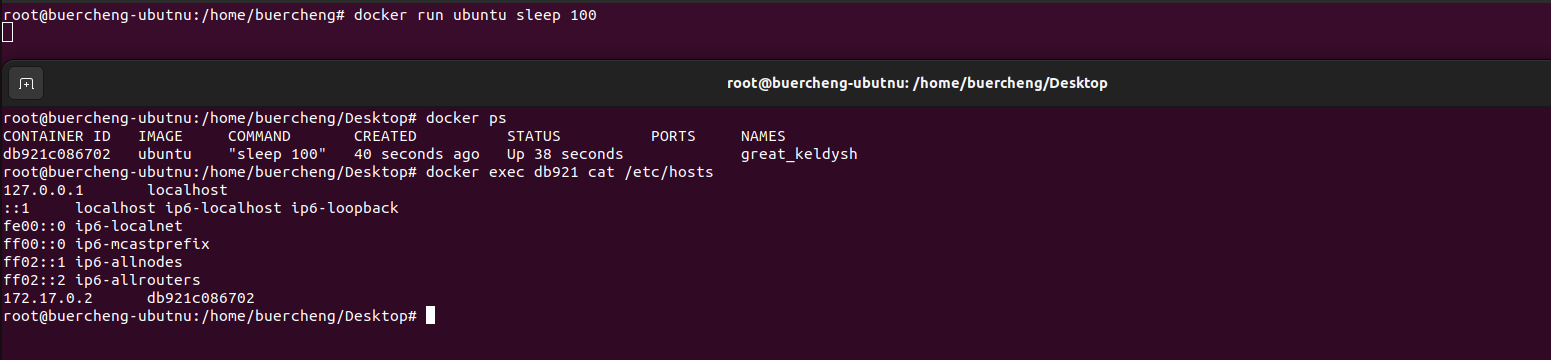 root@buercheng-ubutnu:/home/buercheng# docker run ubuntu sleep 100
root@buercheng-ubutnu: /home/buercheng/Desktop
root@buercheng-ubutnu:/home/buercheng/Desktop# docker ps
CONTAINER ID   IMAGE     COMMAND       CREATED          STATUS          PORTS     NAMES
db921c086702   ubuntu    "sleep 100"   40 seconds ago   Up 38 seconds             great_keldysh
root@buercheng-ubutnu:/home/buercheng/Desktop# docker exec db921 cat /etc/hosts
127.0.0.1       localhost
::1     localhost ip6-localhost ip6-loopback
fe00::0 ip6-localnet
ff00::0 ip6-mcastprefix
ff02::1 ip6-allnodes
ff02::2 ip6-allrouters
172.17.0.2      db921c086702
root@buercheng-ubutnu:/home/buercheng/Desktop#